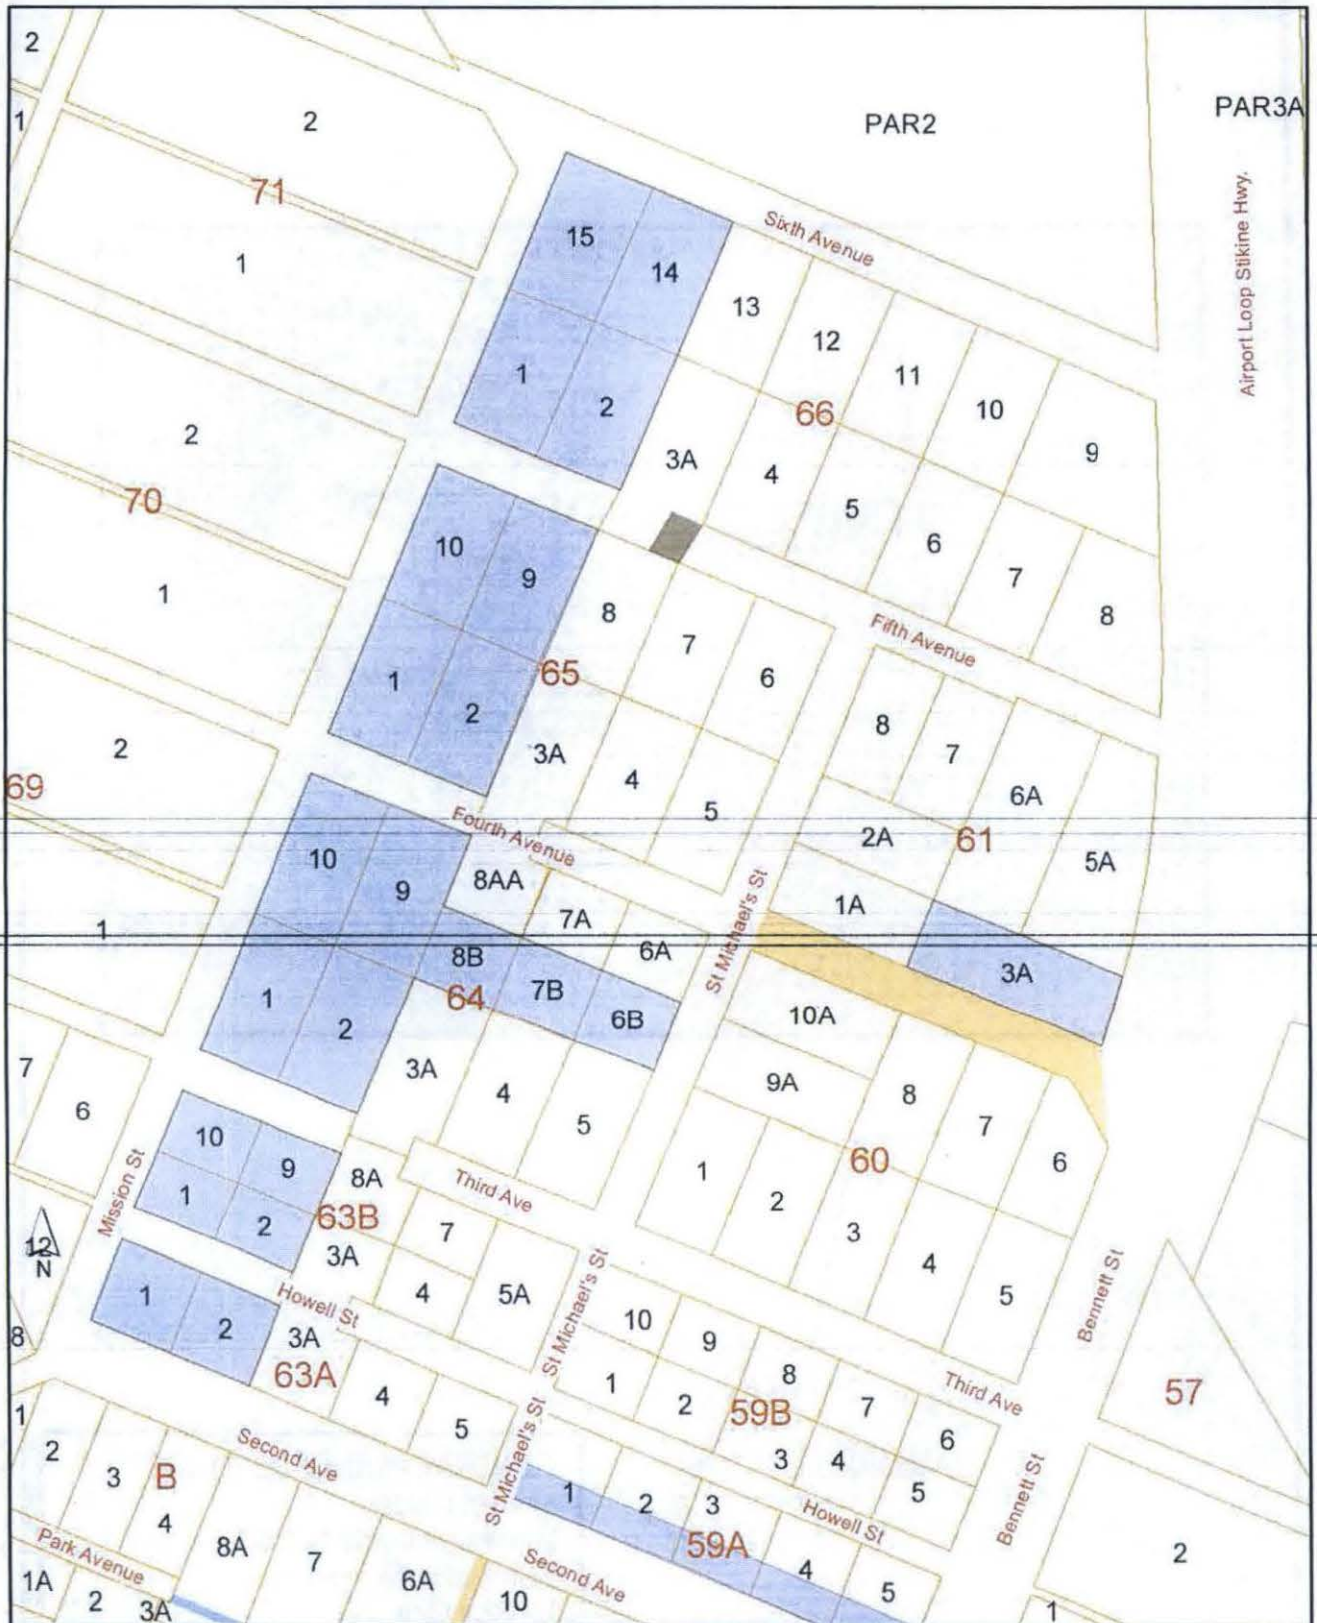 2
PAR2
PAR3A
1
2
71
1
Airport Loop Stikine Hwy.
Sixth Avenue
15
14
13
12
11
10
9
1
2
66
3A
4
5
6
7
8
2
70
1
Fifth Avenue
10
9
8
7
6
1
2
65
3A
4
5
8
7
6A
5A
2A
61
1A
3A
2
69
1
Fourth Avenue
10
9
8AA
7A
6A
8B
7B
6B
1
2
64
3A
4
5
St Michael's St
10A
9A
8
7
6
60
1
2
3
4
5
7
6
Mission St
12
N
8
10
9
8A
1
2
63B
3A
7
4
5A
Third Ave
Howell St
1
2
3A
63A
4
5
St Michael's St
10
9
8
7
6
1
2
59B
3
4
5
Third Ave
Bennett St
57
1
2
3
B
4
8A
7
6A
Second Ave
Park Avenue
1A
2
3A
St Michael's St
1
2
3
59A
4
5
Howell St
Second Ave
10
Bennett St
2
1